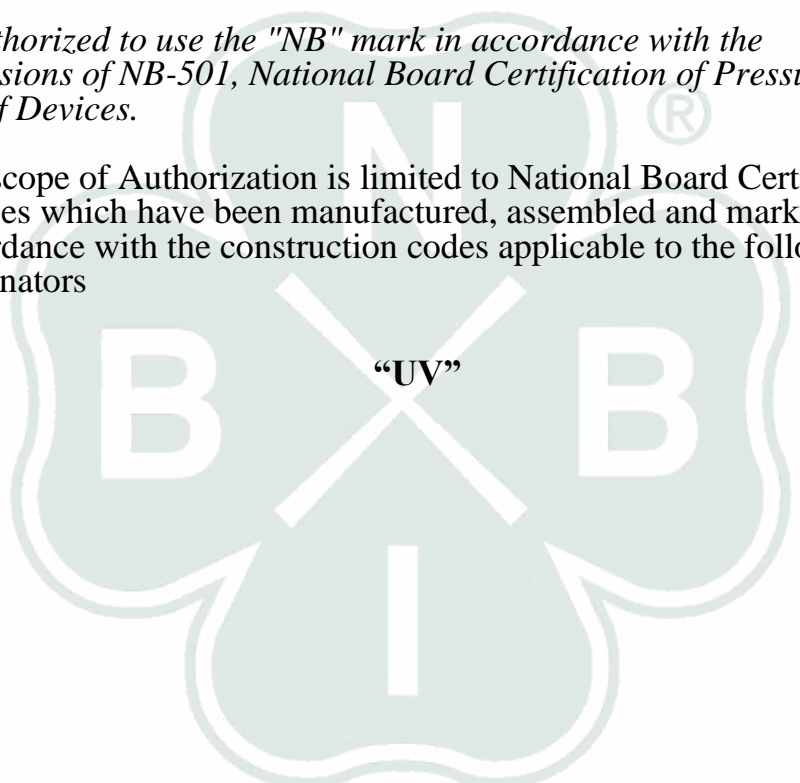 thorized to use the "NB" mark in accordance with the
sions of NB-501, National Board Certification of Pressu
f Devices.
scope of Authorization is limited to National Board Cert
es which have been manufactured, assembled and mark
rdance with the construction codes applicable to the follo
nators
“UV”
N
®
B
B
I